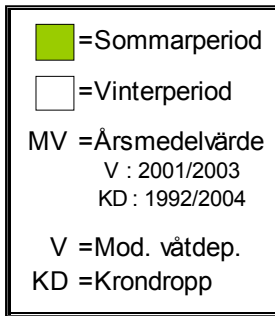 =Sommarperiod
=Vinterperiod
MV =Årsmedelvärde
V : 2001/2003
KD : 1992/2004
V =Mod. våtdep.
KD =Krondropp